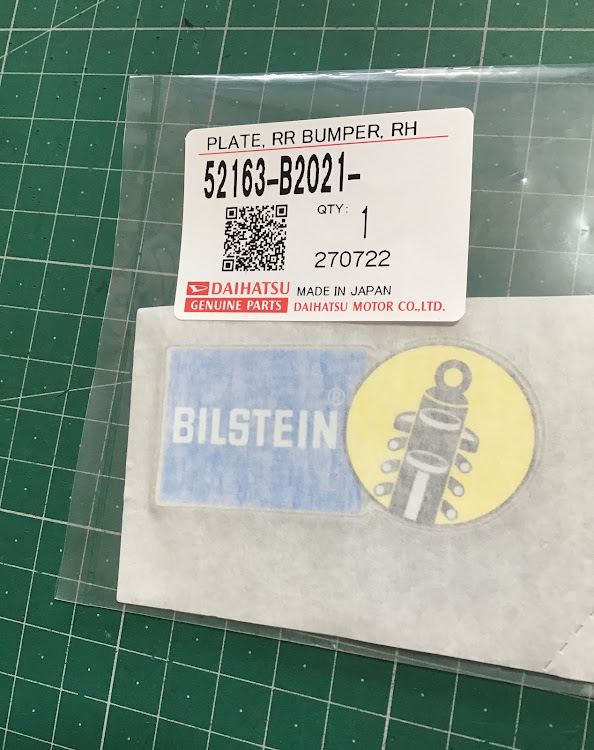 PLATE, RR BUMPER, RH
52163-B2021-
QTY: 1
270722
DAIHATSU MADE IN JAPAN
GENUINE PARTS DAIHATSU MOTOR CO.,LTD.
BILSTEIN®